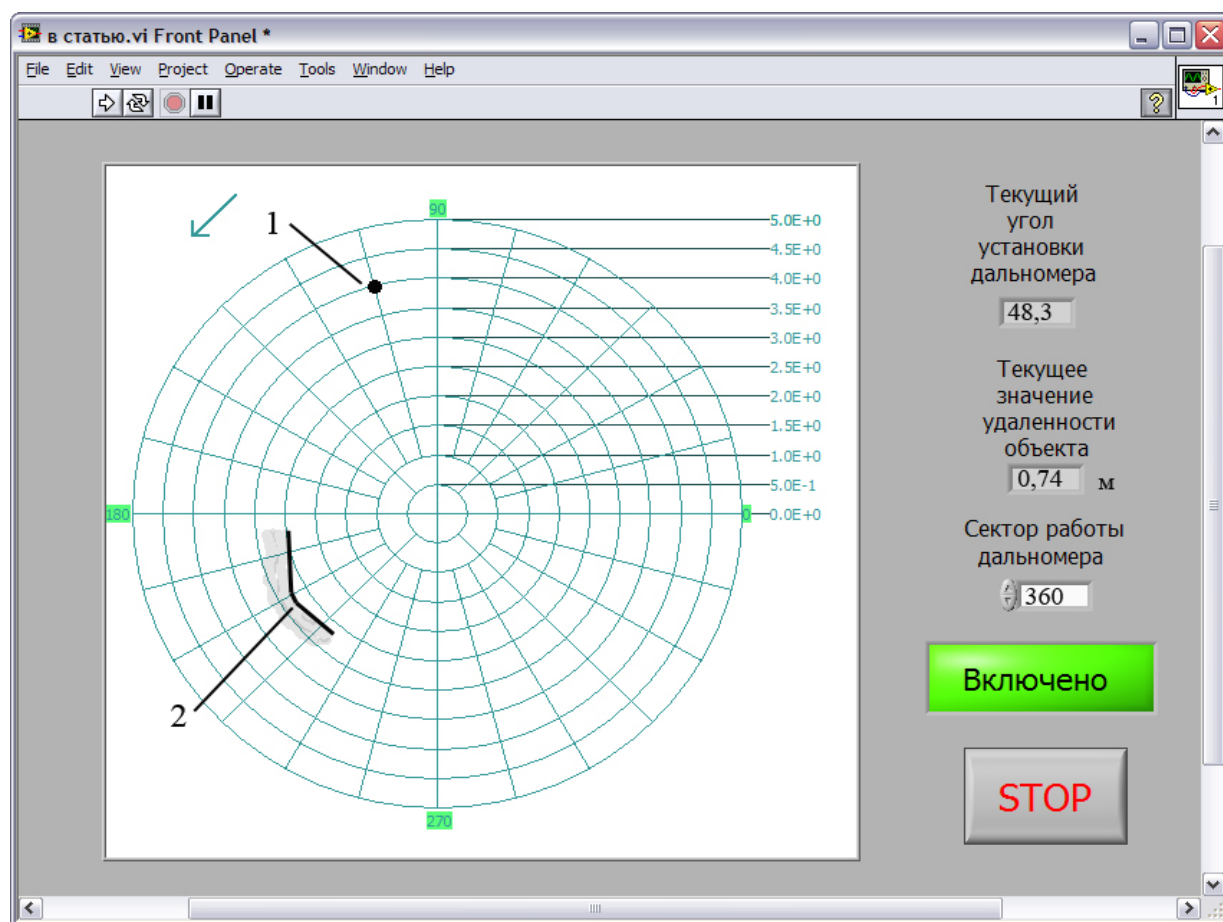 в статью.vi Front Panel *
File Edit View Project Operate Tools Window Help
?
1
1
90
5.0E+0
4.5E+0
4.0E+0
3.5E+0
3.0E+0
2.5E+0
2.0E+0
1.5E+0
1.0E+0
5.0E-1
180
0
0.0E+0
2
270
Текущий
угол
установки
дальномера
48,3
Текущее
значение
удаленности
объекта
0,74 м
Сектор работы
дальномера
360
Включено
STOP